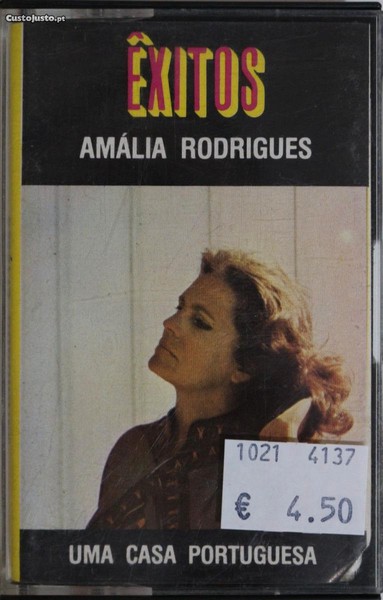 CustoJusto.pt
ÊXITOS
AMÁLIA RODRIGUES
1021 4137
€ 4.50
UMA CASA PORTUGUESA